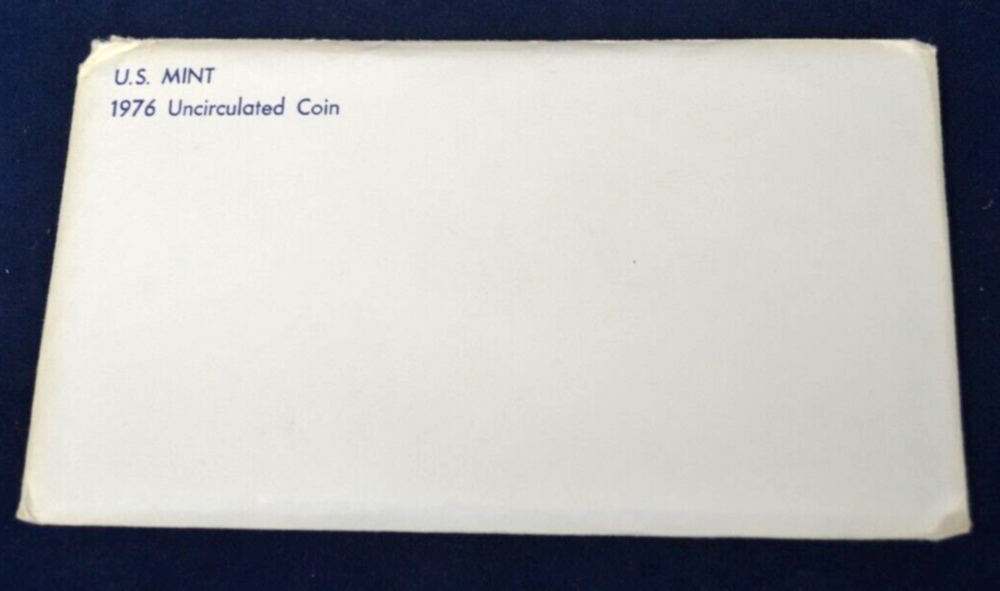 U.S. MINT
1976 Uncirculated Coin